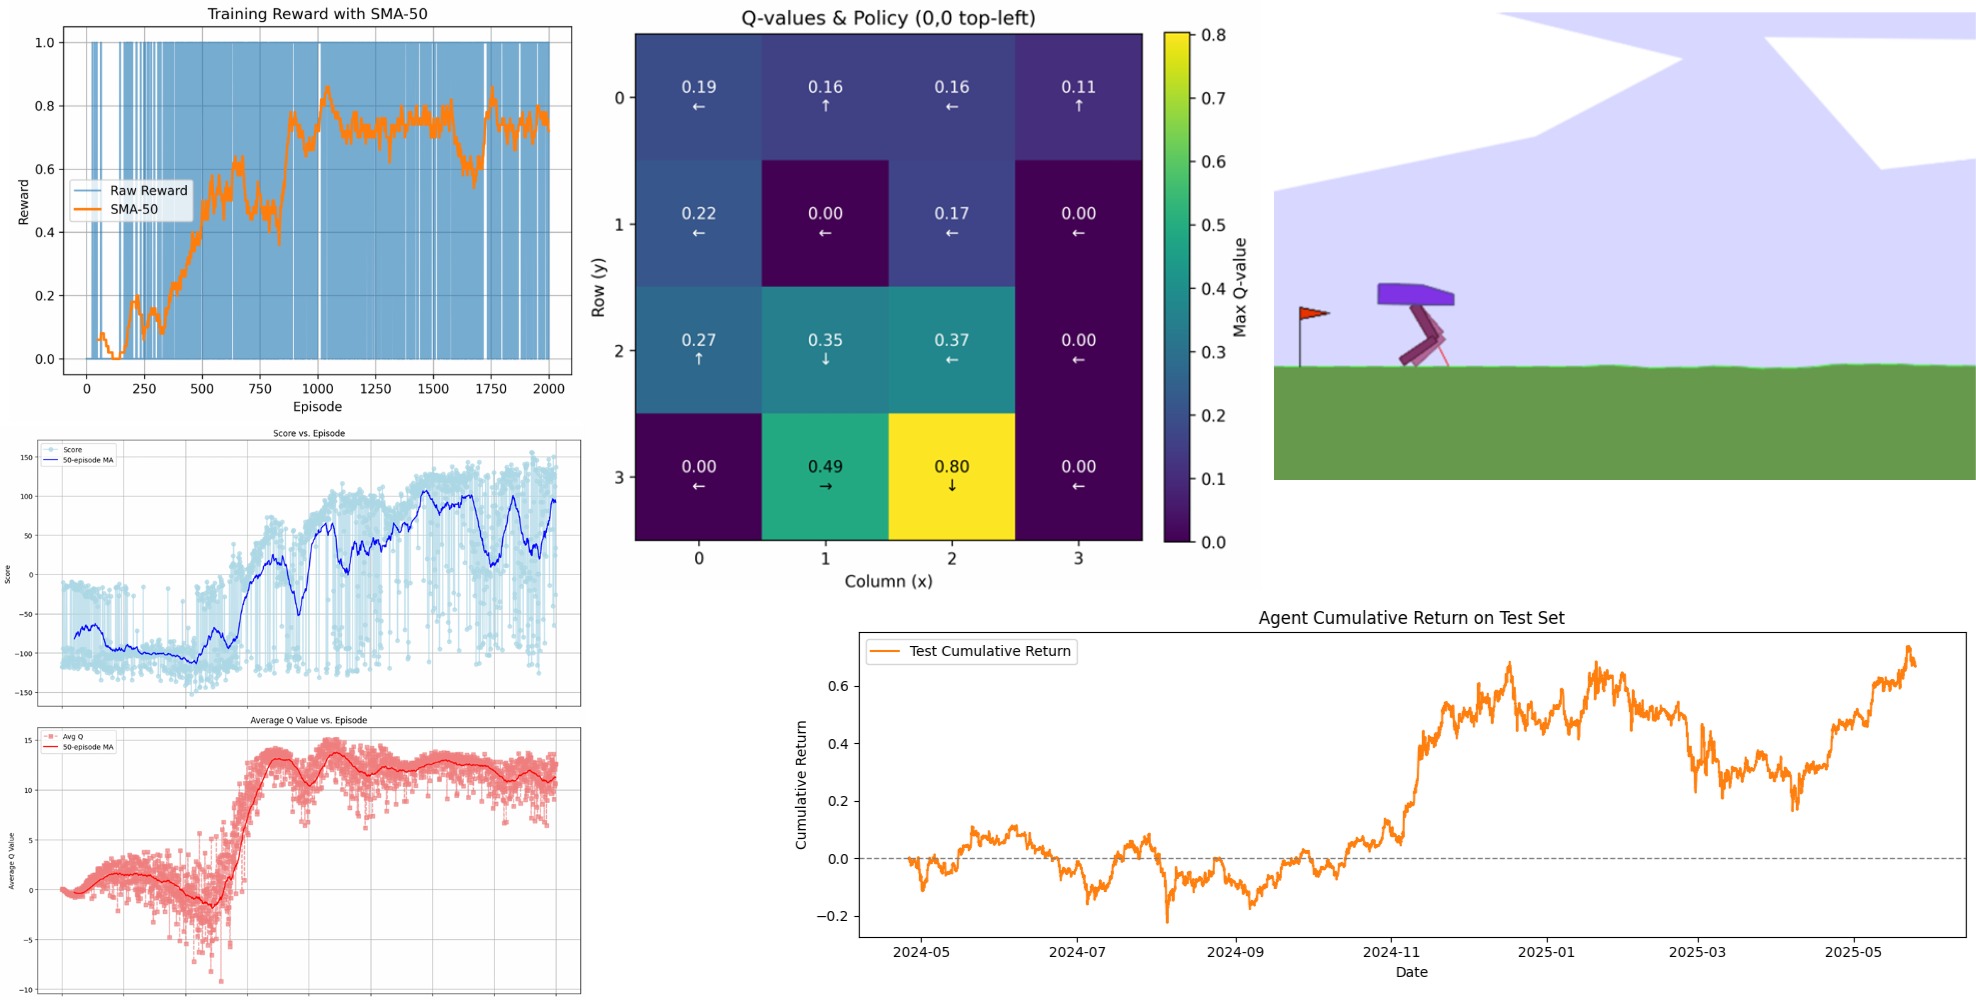 Training Reward with SMA-50
Reward
1.0
0.8
0.6
0.4
0.2
0.0
Raw Reward
SMA-50
0 250 500 750 1000 1250 1500 1750 2000
Episode
Q-values & Policy (0,0 top-left)
Row (y)
0
1
2
3
0.19 0.16 0.16 0.11
← ↑ ← ↑
0.22 0.00 0.17 0.00
← ← ← ←
0.27 0.35 0.37 0.00
↑ ↓ ← ←
0.00 0.49 0.80 0.00
← → ↓ ←
0 1 2 3
Column (x)
0.8
0.7
0.6
0.5
0.4
0.3
0.2
0.1
0.0
Max Q-value
Score vs. Episode
Score
50-episode MA
Score
150
100
50
0
−50
−100
−150
Average Q Value vs. Episode
Avg Q
50-episode MA
Average Q Value
15
10
5
0
−5
−10
Agent Cumulative Return on Test Set
Test Cumulative Return
Cumulative Return
0.6
0.4
0.2
0.0
−0.2
2024-05 2024-07 2024-09 2024-11 2025-01 2025-03 2025-05
Date